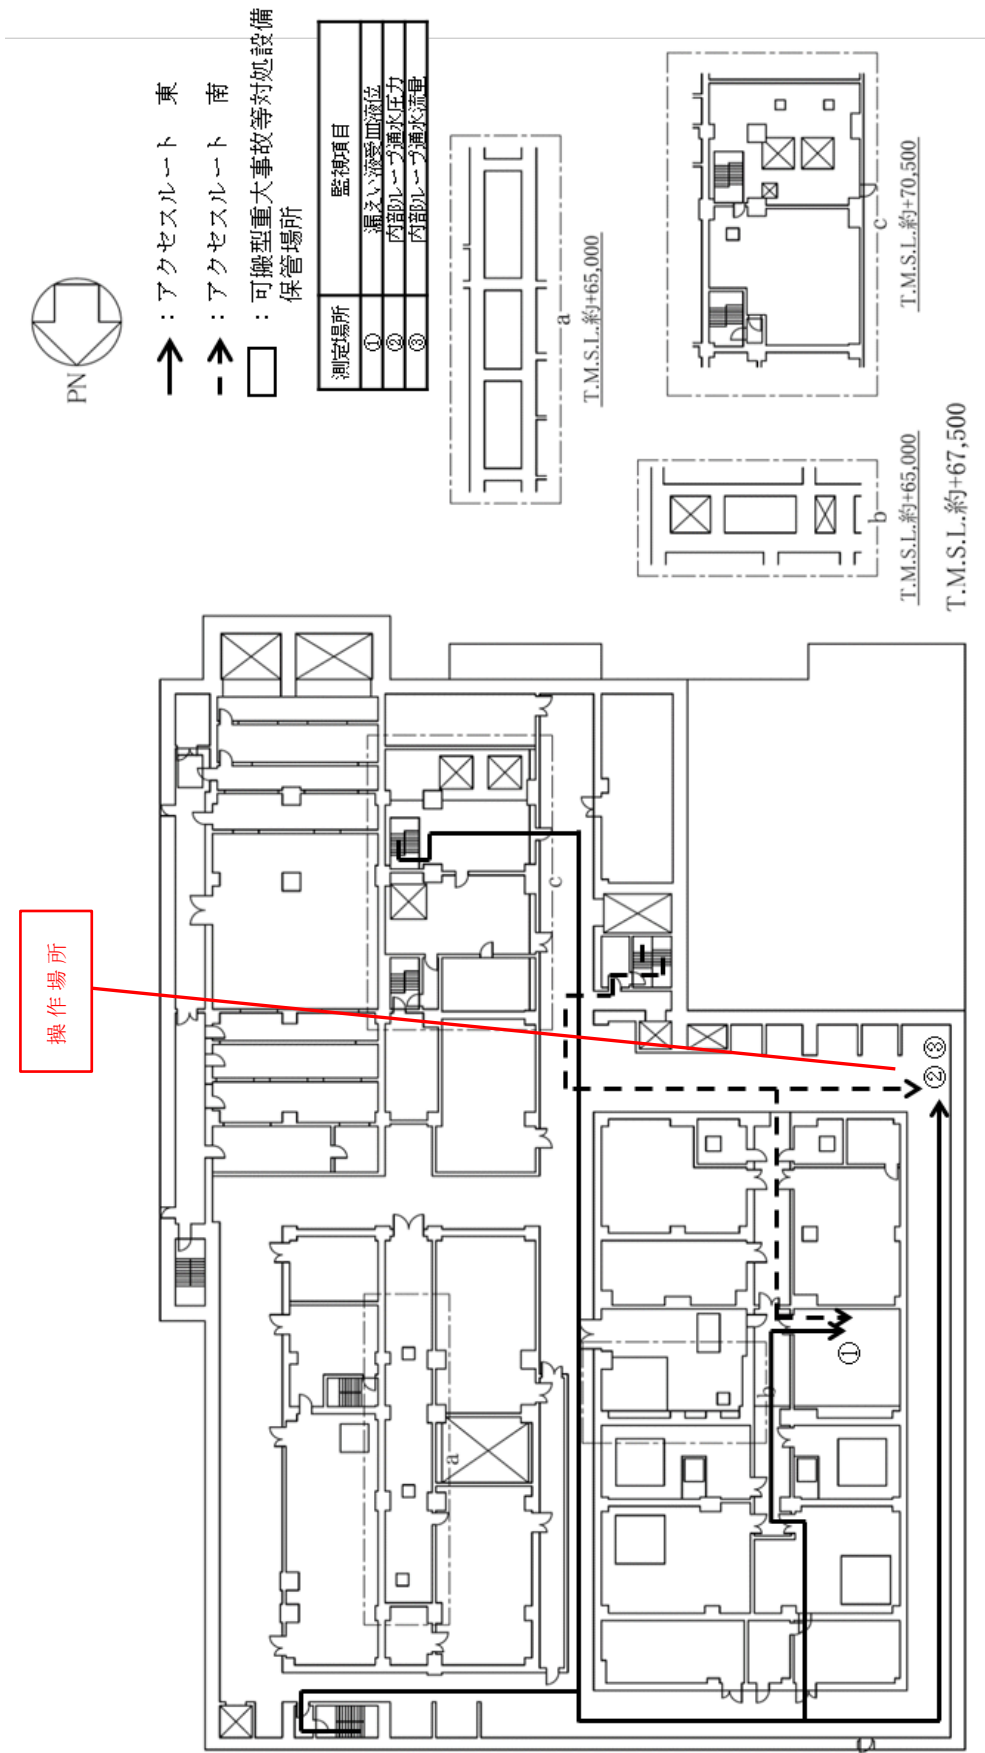 PN
：アクセスルート　東
：アクセスルート　南
：可搬型重大事故等対処設備
保管場所
測定場所 監視項目
① 漏えい液受皿液位
② 内部ループ通水圧力
③ 内部ループ通水流量
a
T.M.S.L.約+65,000
b
T.M.S.L.約+65,000
c
T.M.S.L.約+70,500
T.M.S.L.約+67,500
操作場所
c
a
b
①
②③